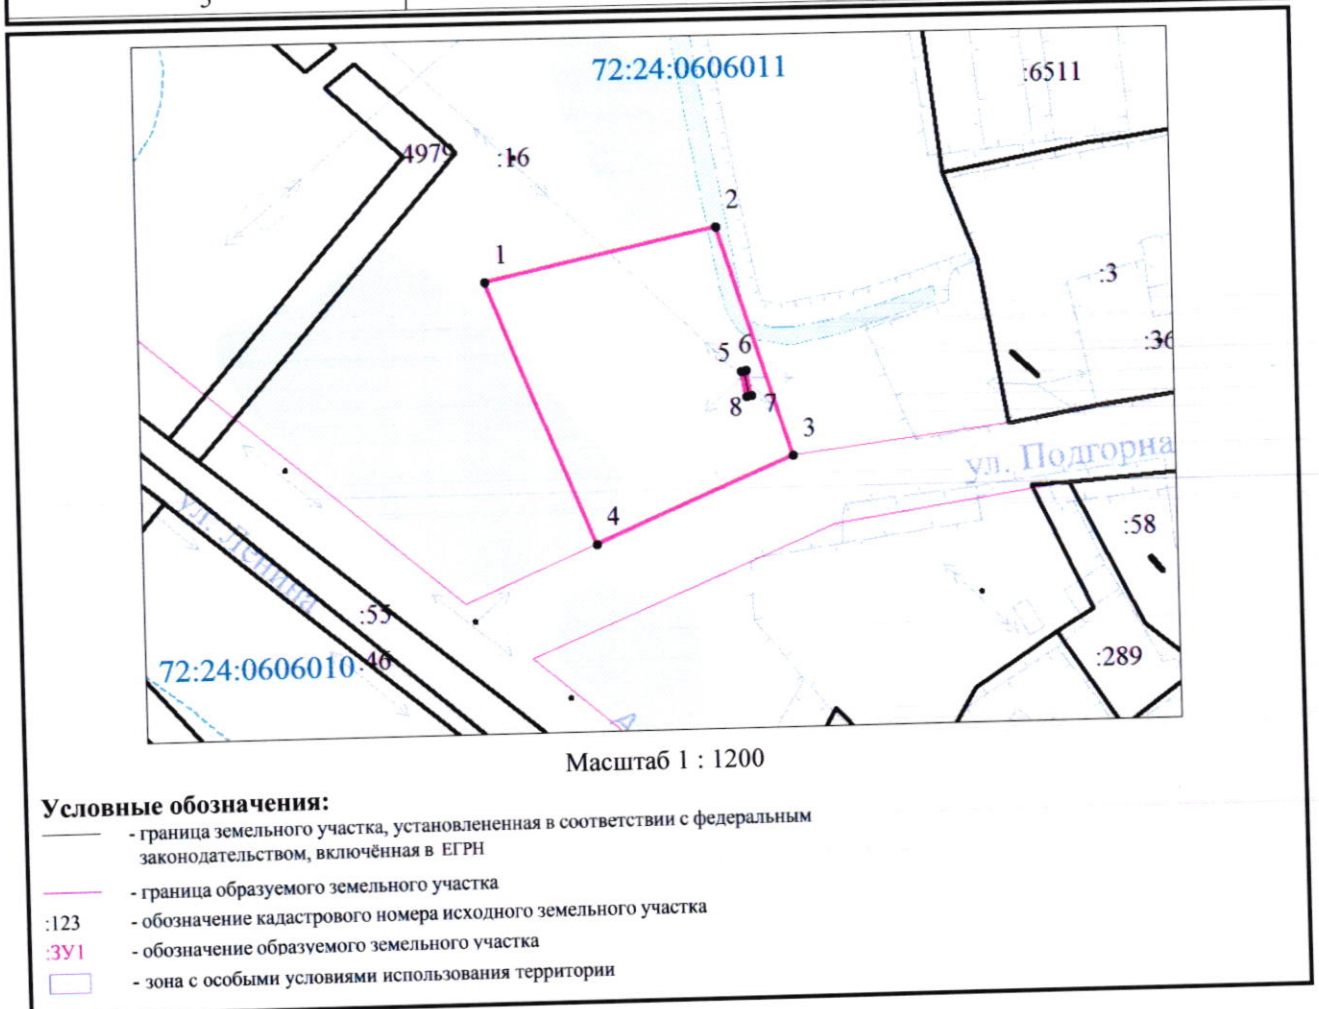 5
72:24:0606011
:6511
4979
:16
2
1
:3
:36
5 6
8 7
3
ул. Подгорна
4
:58
ул. Ленина
:55
:46
72:24:0606010
:289
А
Масштаб 1 : 1200
Условные обозначения:
- граница земельного участка, установлененная в соответствии с федеральным
законодательством, включённая в ЕГРН
- граница образуемого земельного участка
:123 - обозначение кадастрового номера исходного земельного участка
:ЗУ1 - обозначение образуемого земельного участка
- зона с особыми условиями использования территории